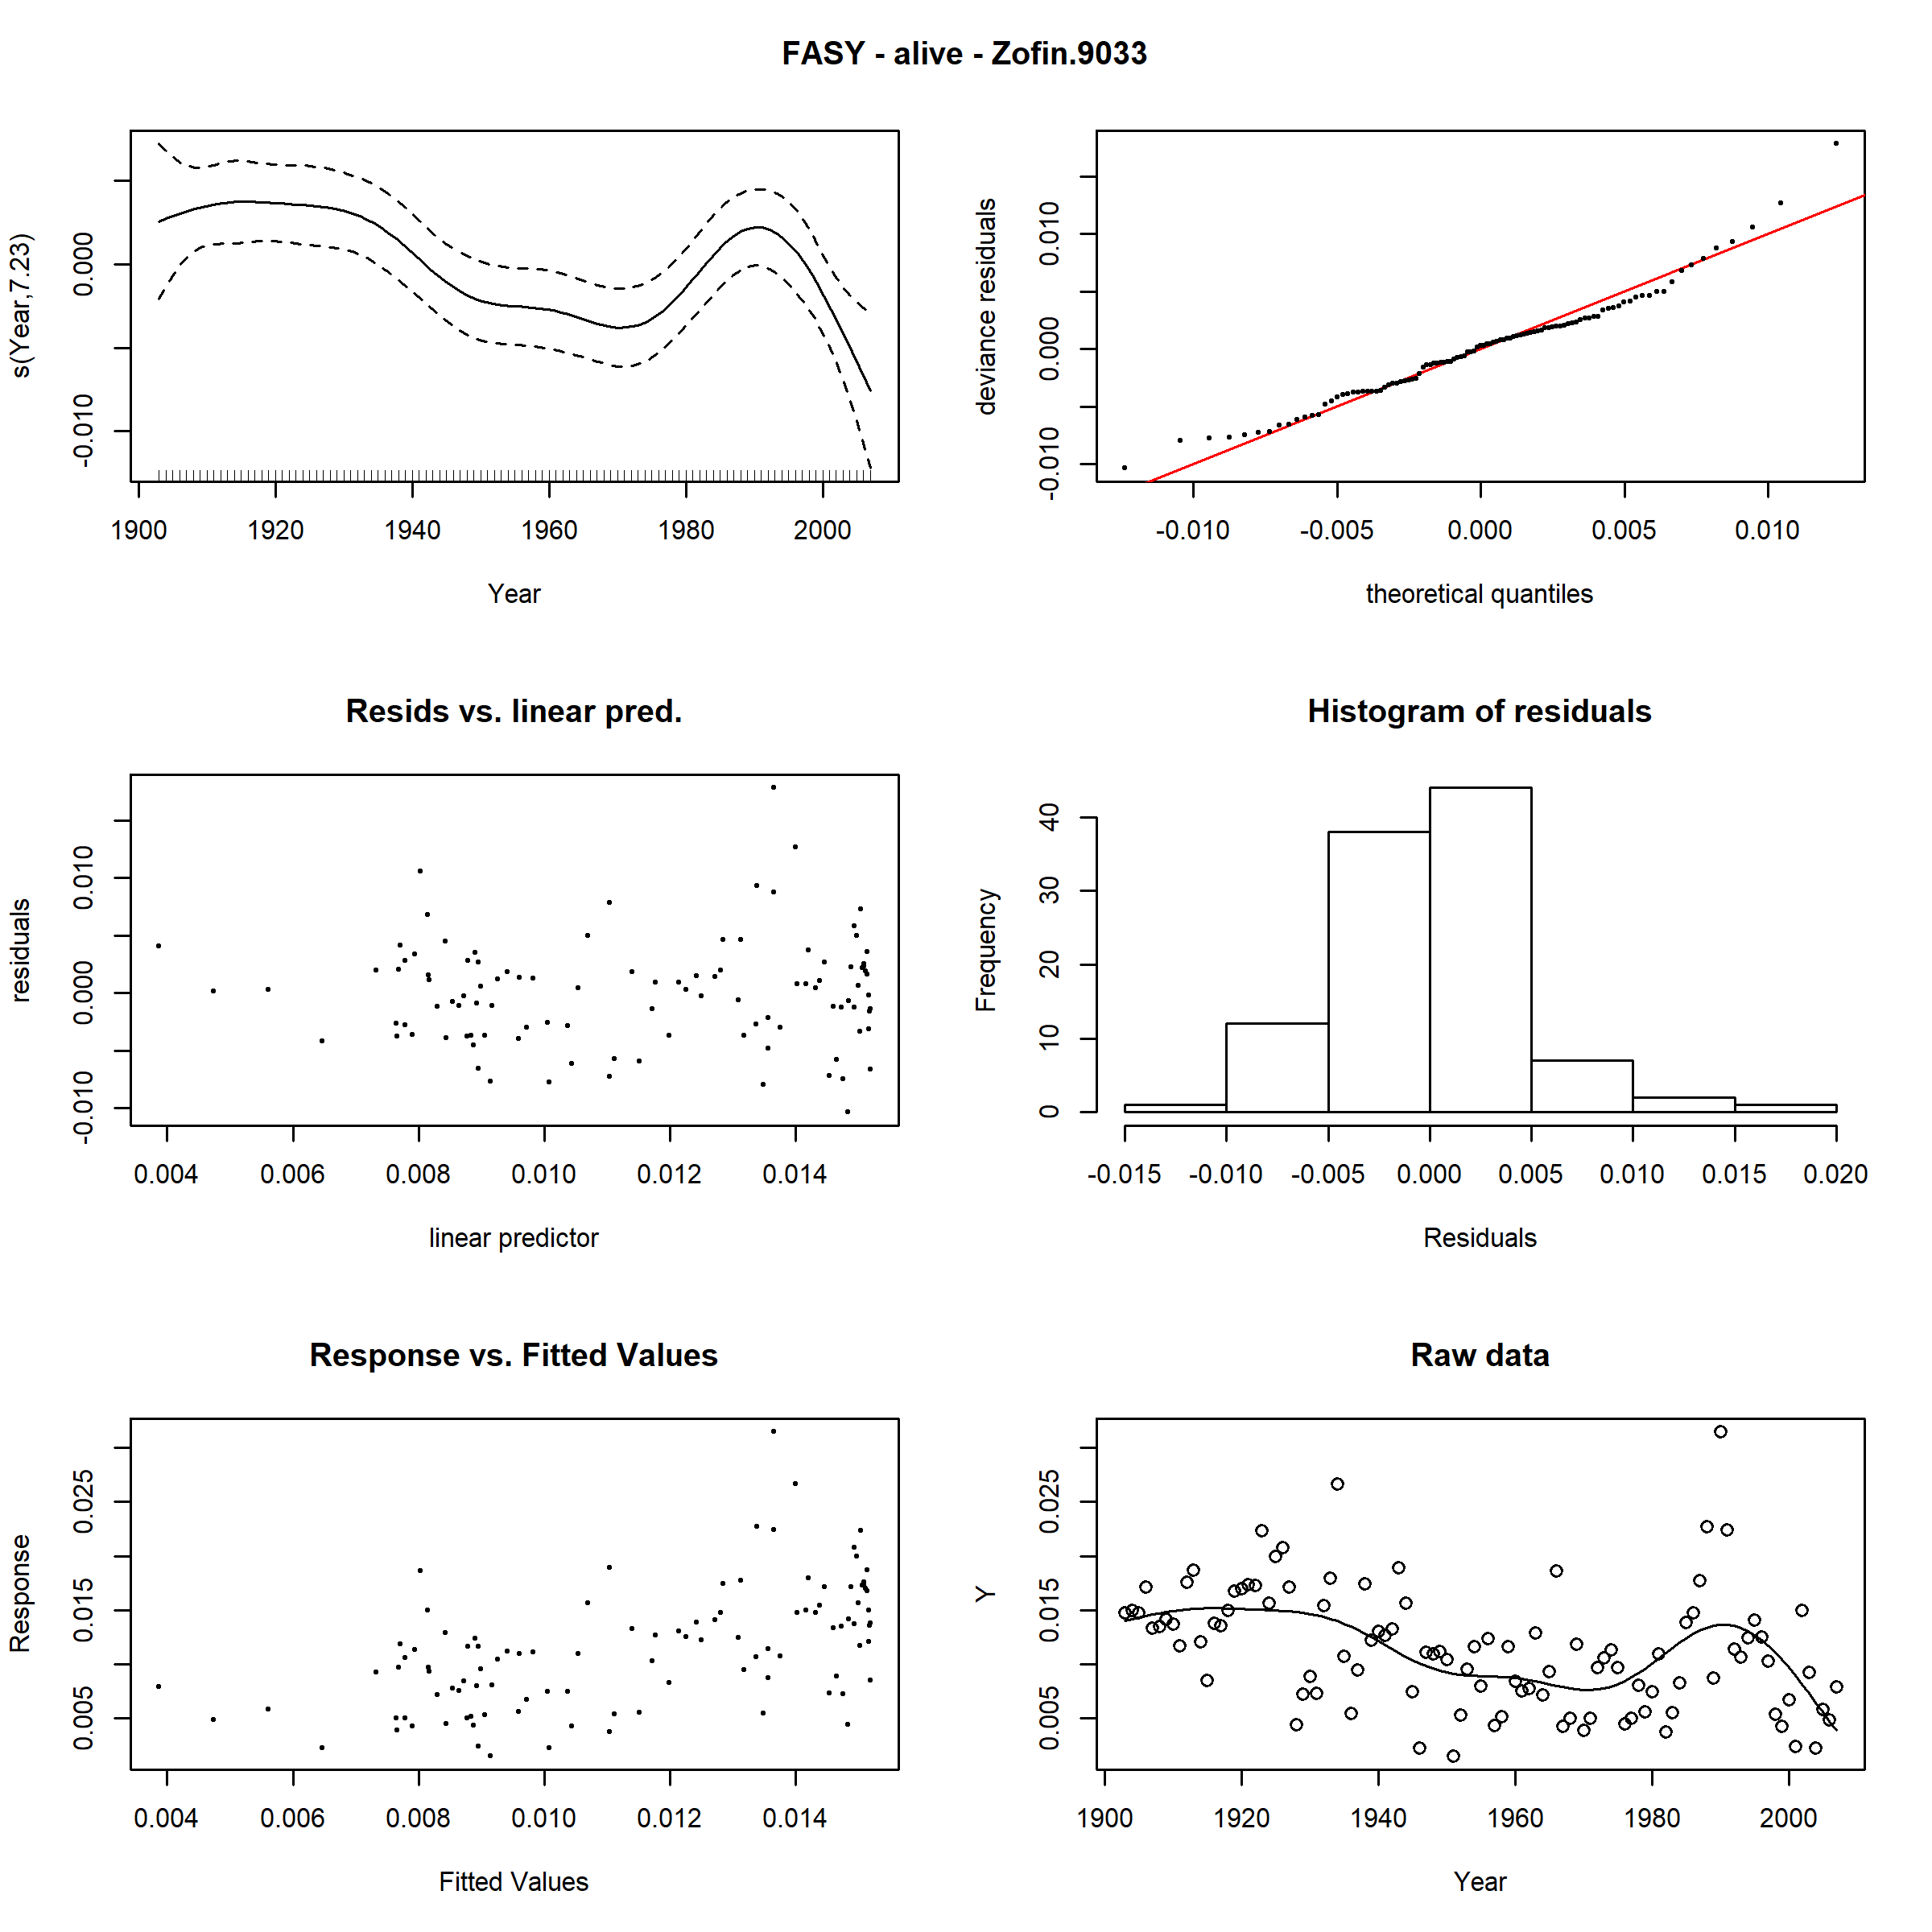 FASY - alive - Zofin.9033
s(Year,7.23)
0.000
-0.010
1900 1920 1940 1960 1980 2000
Year
deviance residuals
0.010
0.000
-0.010
-0.010 -0.005 0.000 0.005 0.010
theoretical quantiles
Resids vs. linear pred.
residuals
0.010
0.000
-0.010
0.004 0.006 0.008 0.010 0.012 0.014
linear predictor
Histogram of residuals
Frequency
40
30
20
10
0
-0.015 -0.010 -0.005 0.000 0.005 0.010 0.015 0.020
Residuals
Response vs. Fitted Values
Response
0.025
0.015
0.005
0.004 0.006 0.008 0.010 0.012 0.014
Fitted Values
Raw data
Y
0.025
0.015
0.005
1900 1920 1940 1960 1980 2000
Year